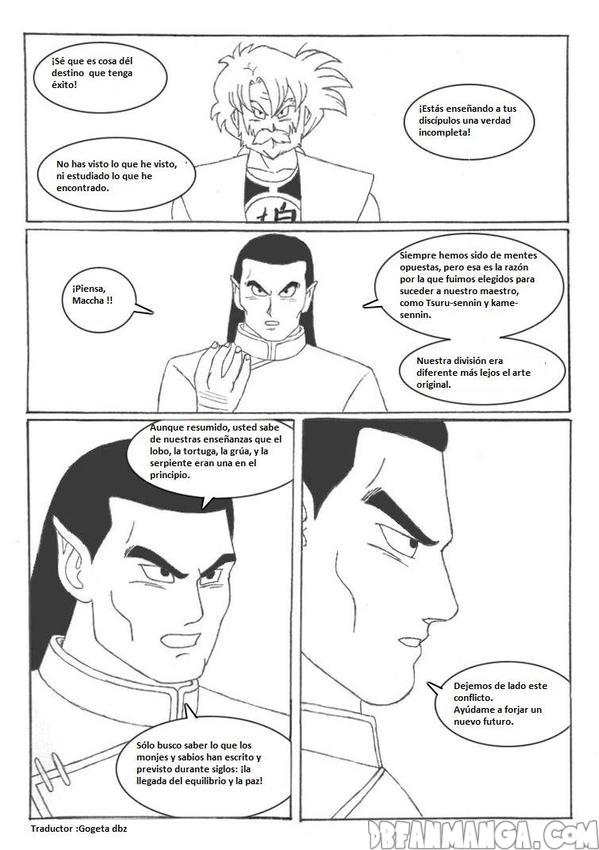 ¡Sé que es cosa dél
destino que tenga
éxito!
¡Estás enseñando a tus
discípulos una verdad
incompleta!
No has visto lo que he visto,
ni estudiado lo que he
encontrado.
¡Piensa,
Maccha !!
Siempre hemos sido de mentes
opuestas, pero esa es la razón
por la que fuimos elegidos para
suceder a nuestro maestro,
como Tsuru-sennin y kame-
sennin.
Nuestra división era
diferente más lejos el arte
original.
Aunque resumido, usted sabe
de nuestras enseñanzas que el
lobo, la tortuga, la grúa, y la
serpiente eran una en el
principio.
Sólo busco saber lo que los
monjes y sabios han escrito y
previsto durante siglos: ¡la
llegada del equilibrio y la paz!
Dejemos de lado este
conflicto.
Ayúdame a forjar un
nuevo futuro.
Traductor :Gogeta dbz
DBFANMANGA.COM